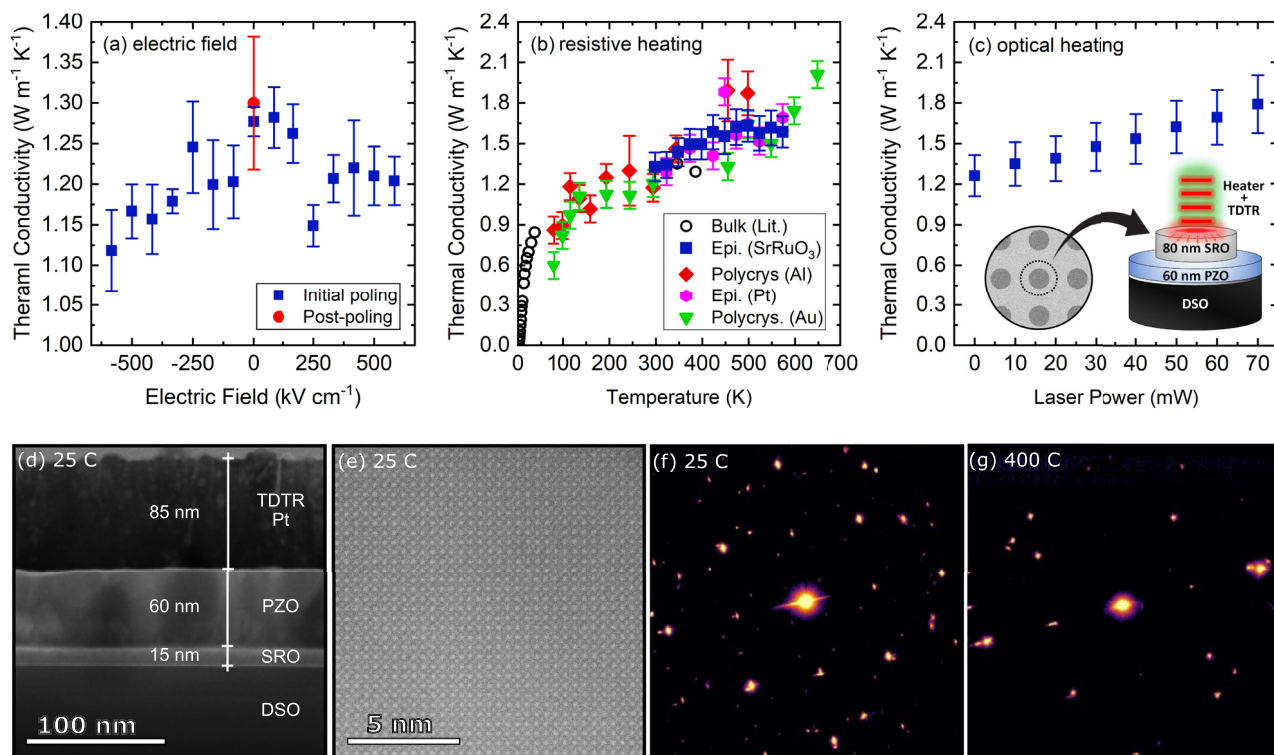 (a) electric field
Theraml Conductivity (W m⁻¹ K⁻¹)
1.40
1.35
1.30
1.25
1.20
1.15
1.10
1.05
1.00
Initial poling
Post-poling
-500
-250
0
250
500
Electric Field (kV cm⁻¹)
(b) resistive heating
Thermal Conductivity (W m⁻¹ K⁻¹)
2.4
2.1
1.8
1.5
1.2
0.9
0.6
0.3
0.0
Bulk (Lit.)
Epi. (SrRuO₃)
Polycrys (Al)
Epi. (Pt)
Polycrys. (Au)
0
100
200
300
400
500
600
700
Temperature (K)
(c) optical heating
Thermal Conductivity (W m⁻¹ K⁻¹)
2.4
2.1
1.8
1.5
1.2
0.9
0.6
0.3
0.0
Heater
+
TDTR
80 nm SRO
60 nm PZO
DSO
0
10
20
30
40
50
60
70
Laser Power (mW)
(d) 25 C
85 nm
TDTR
Pt
60 nm
PZO
15 nm
SRO
DSO
100 nm
(e) 25 C
5 nm
(f) 25 C
(g) 400 C